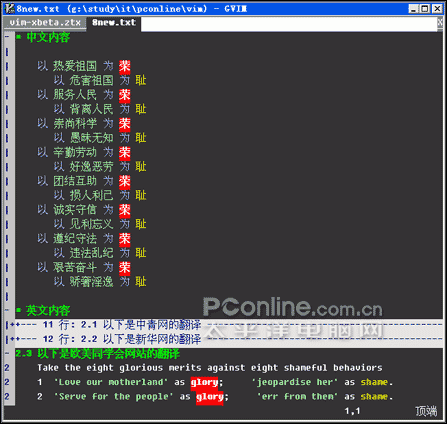 8new.txt (g:\study\it\pconline\vim) - GVIM
vim-xbeta.ztx 8new.txt X
- * 中文内容
以 热爱祖国 为 荣
以 危害祖国 为 耻
以 服务人民 为 荣
以 背离人民 为 耻
以 崇尚科学 为 荣
以 愚昧无知 为 耻
以 辛勤劳动 为 荣
以 好逸恶劳 为 耻
以 团结互助 为 荣
以 损人利己 为 耻
以 诚实守信 为 荣
以 见利忘义 为 耻
以 遵纪守法 为 荣
以 违法乱纪 为 耻
以 艰苦奋斗 为 荣
以 骄奢淫逸 为 耻
- * 英文内容
PConline.com.cn
太平洋电脑网
|+ +-- 11 行: 2.1 以下是中青网的翻译
|+ +-- 12 行: 2.2 以下是新华网的翻译
2.3 以下是欧美同学会网站的翻译
2 Take the eight glorious merits against eight shameful behaviors
2 1 'Love our motherland' as glory; 'jeopardise her' as shame.
2 2 'Serve for the people' as glory; 'err from them' as shame.
1,1 顶端